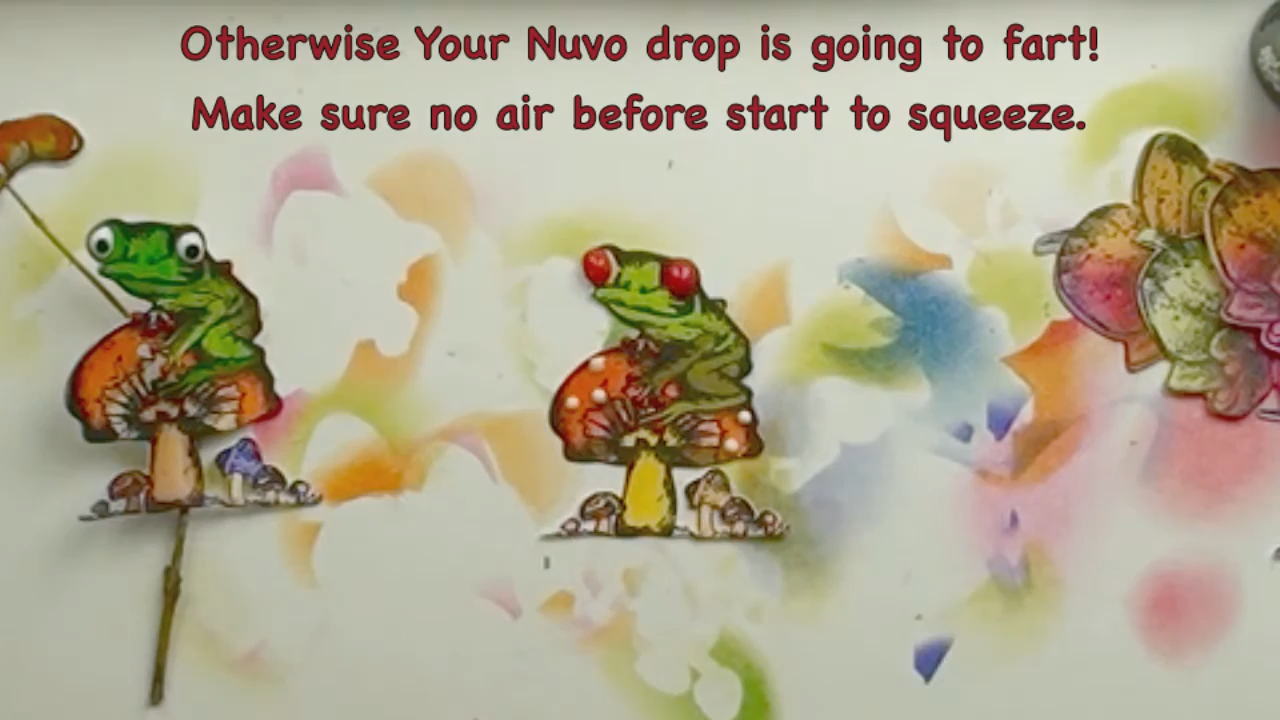 Otherwise Your Nuvo drop is going to fart!
Make sure no air before start to squeeze.